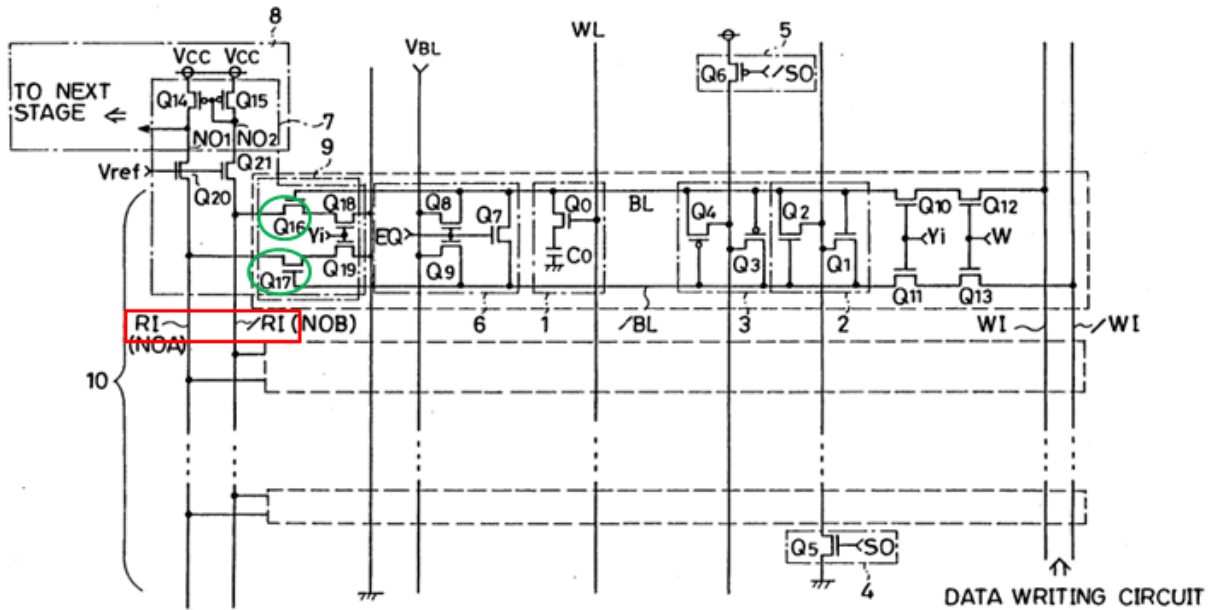 8
WL
5
VCC VCC
VBL
Q6 /SO
TO NEXT
STAGE ⇐
Q14 Q15
7
NO1 NO2
9
Vref
Q21
Q20
Q18
Q8
Q0
BL
Q4
Q2
Q10 Q12
Q16
Yi
EQ
Q7
Yi
W
C0
Q3
Q1
Q17
Q19
Q9
Q11 Q13
RI /RI (NOB)
6 1 /BL 3 2
WI /WI
(NOA)
10
Q5 SO
4
DATA WRITING CIRCUIT